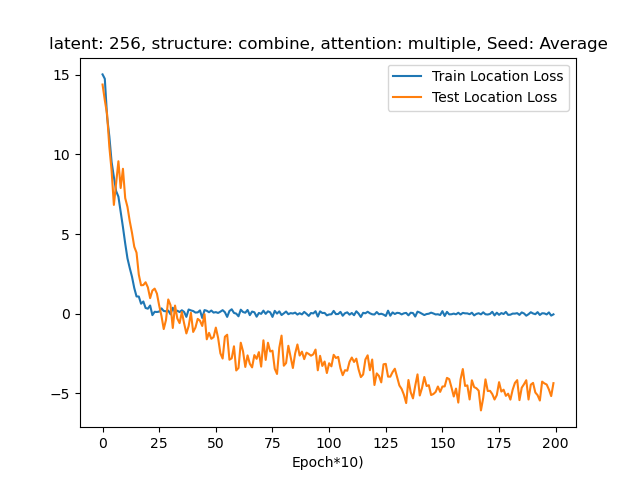 latent: 256, structure: combine, attention: multiple, Seed: Average
Train Location Loss
Test Location Loss
15
10
5
0
−5
0 25 50 75 100 125 150 175 200
Epoch*10)